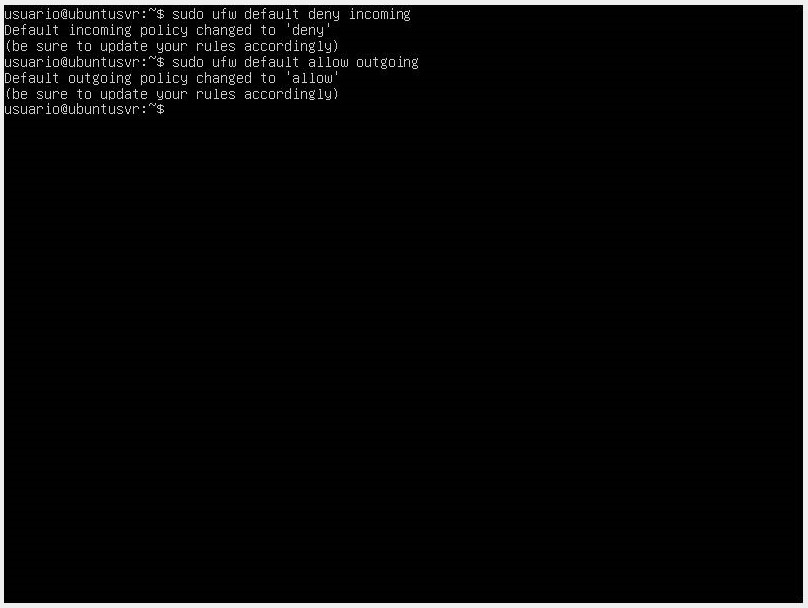 usuario@ubuntusvr:~$ sudo ufw default deny incoming
Default incoming policy changed to 'deny'
(be sure to update your rules accordingly)
usuario@ubuntusvr:~$ sudo ufw default allow outgoing
Default outgoing policy changed to 'allow'
(be sure to update your rules accordingly)
usuario@ubuntusvr:~$